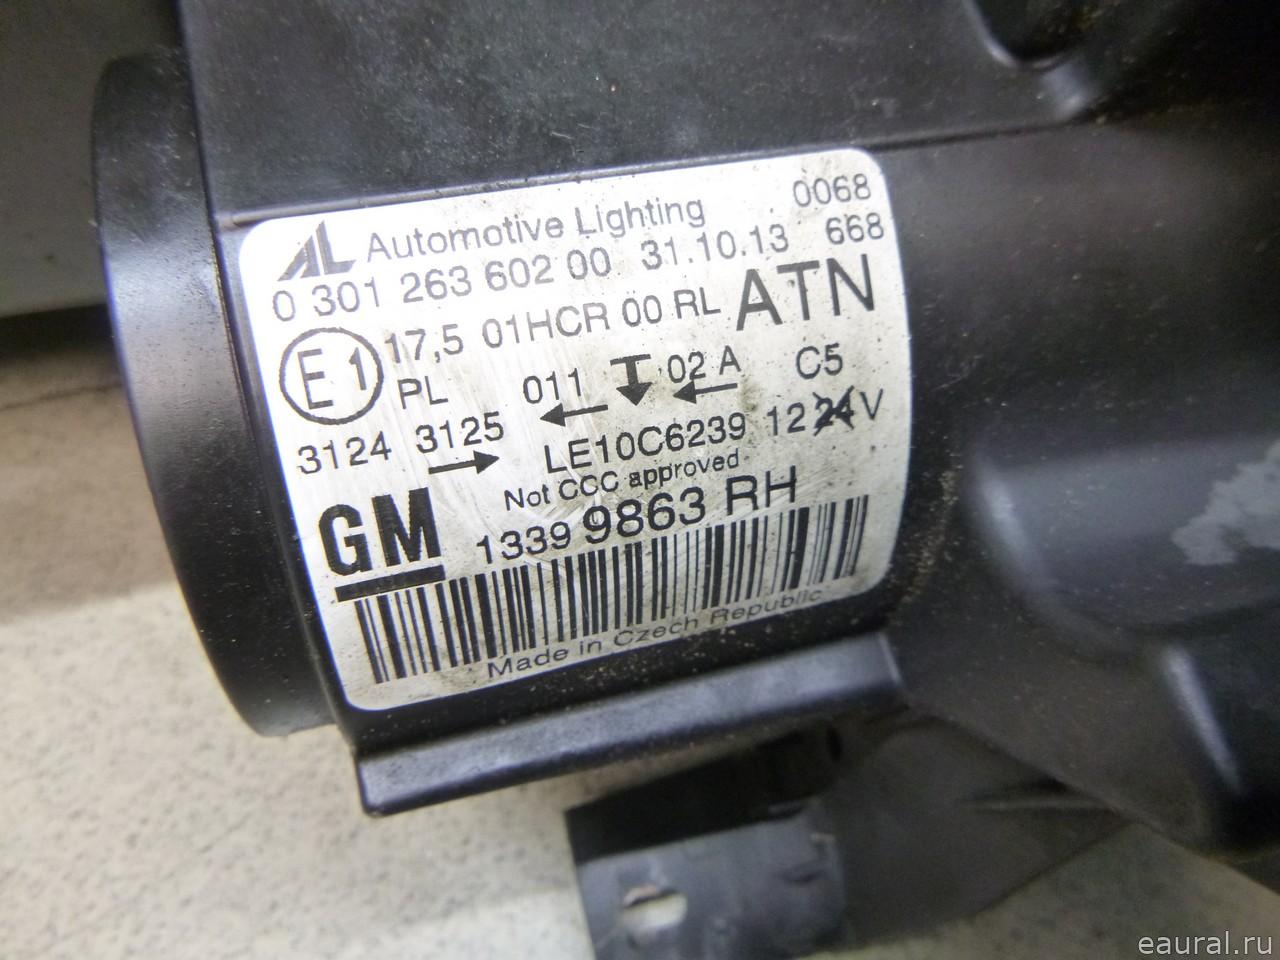 AL Automotive Lighting 0068
0 301 263 602 00 31.10.13 668
E1 17,5 01HCR 00 RL ATN
PL 011 T 02 A C5
3124 3125 LE10C6239 12 24 V
Not CCC approved
GM 1339 9863 RH
Made in Czech Republic
eaural.ru